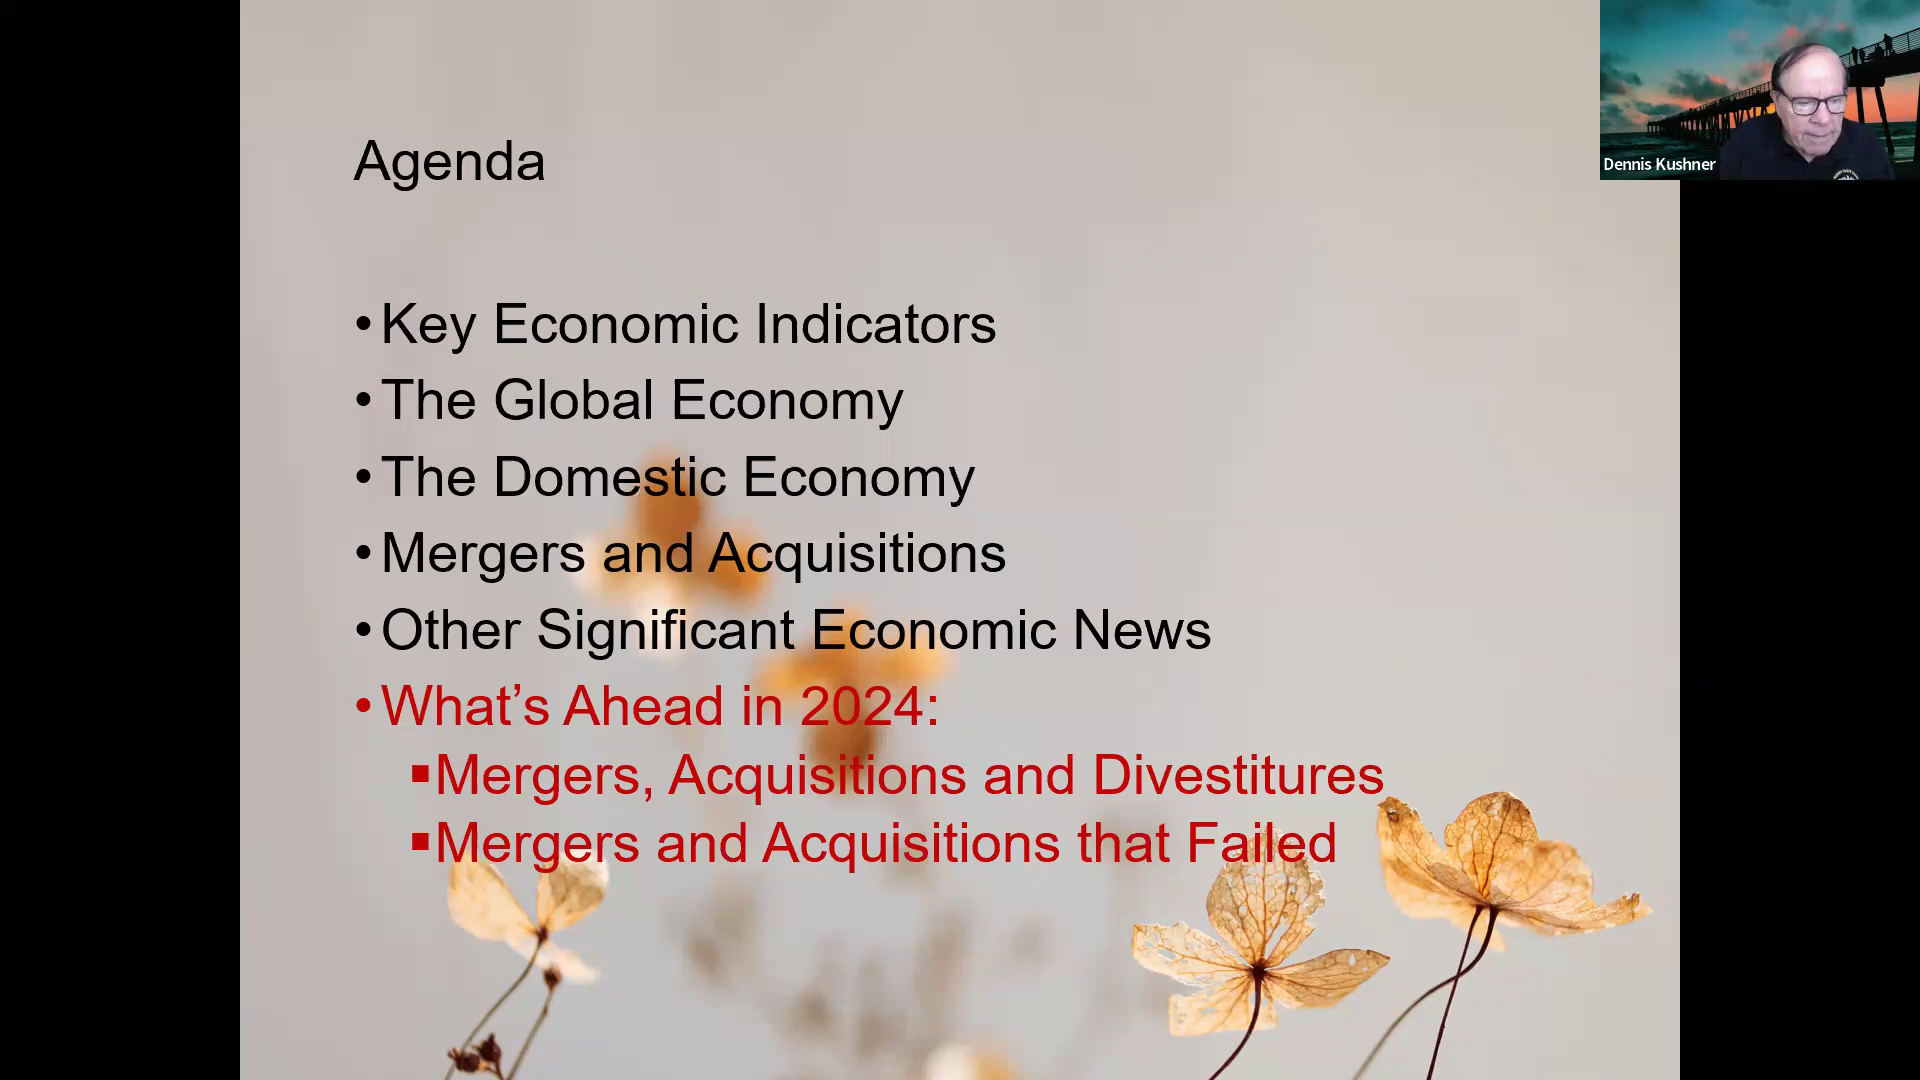 Agenda
•Key Economic Indicators
•The Global Economy
•The Domestic Economy
•Mergers and Acquisitions
•Other Significant Economic News
•What’s Ahead in 2024:
▪Mergers, Acquisitions and Divestitures
▪Mergers and Acquisitions that Failed
Dennis Kushner